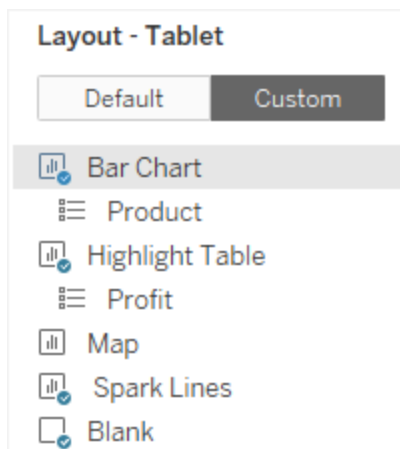 Layout - Tablet
Default Custom
Bar Chart
Product
Highlight Table
Profit
Map
Spark Lines
Blank